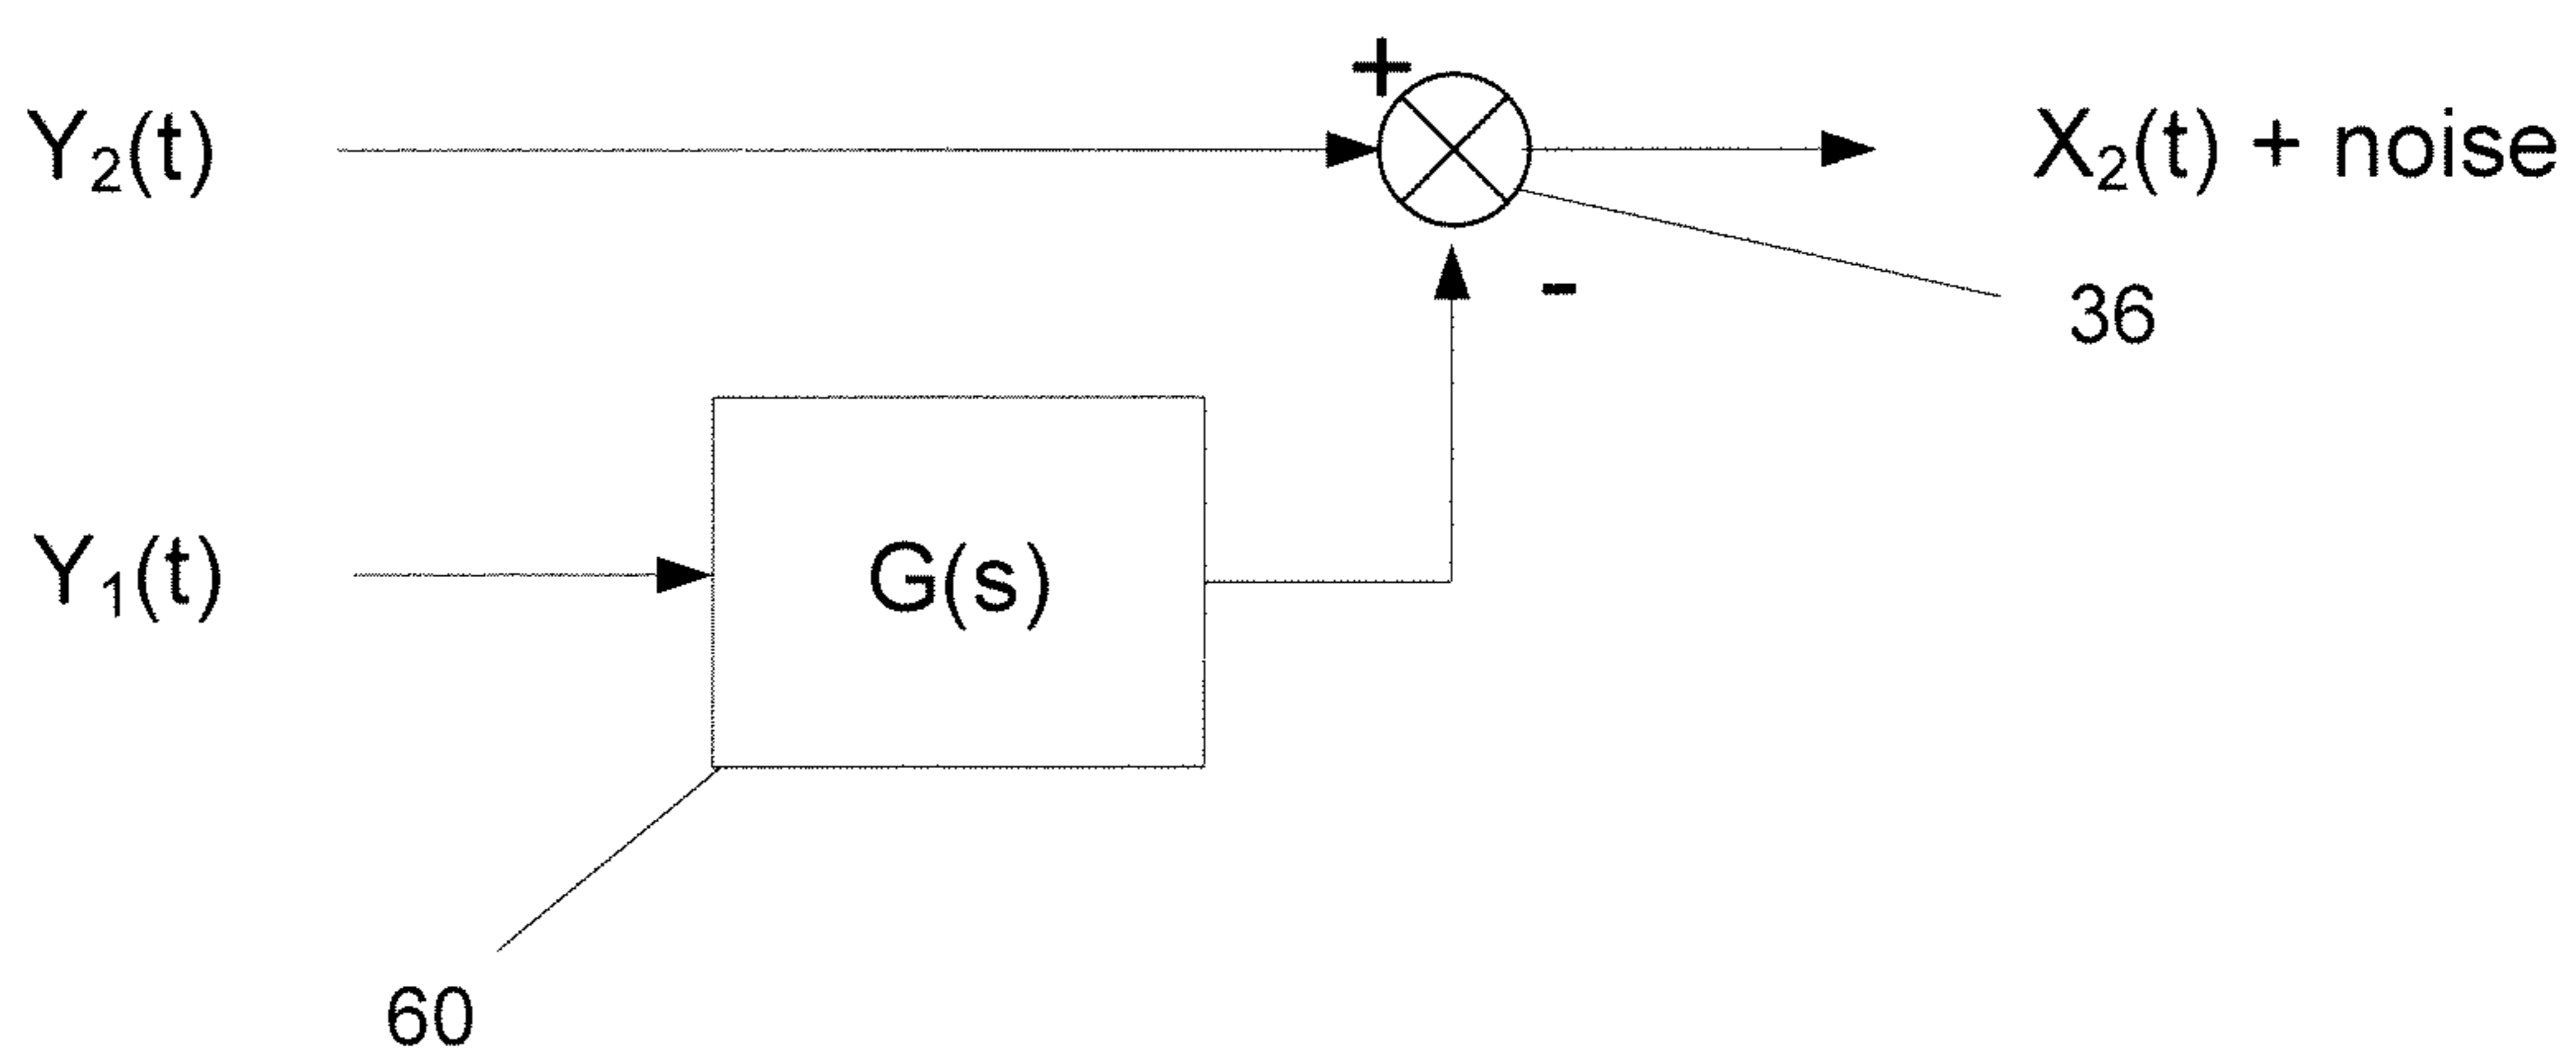 Y₂(t)
+
X₂(t) + noise
-
36
Y₁(t)
G(s)
60